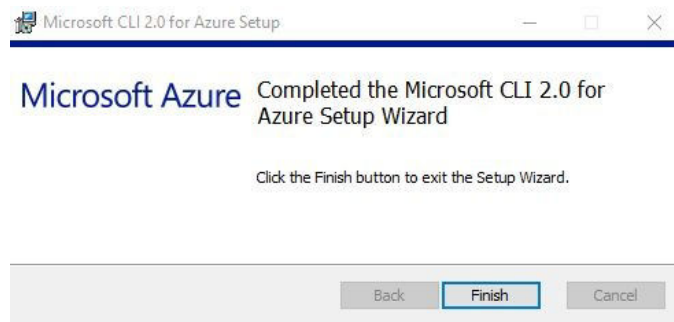 Microsoft CLI 2.0 for Azure Setup
Microsoft Azure
Completed the Microsoft CLI 2.0 for
Azure Setup Wizard
Click the Finish button to exit the Setup Wizard.
Back
Finish
Cancel